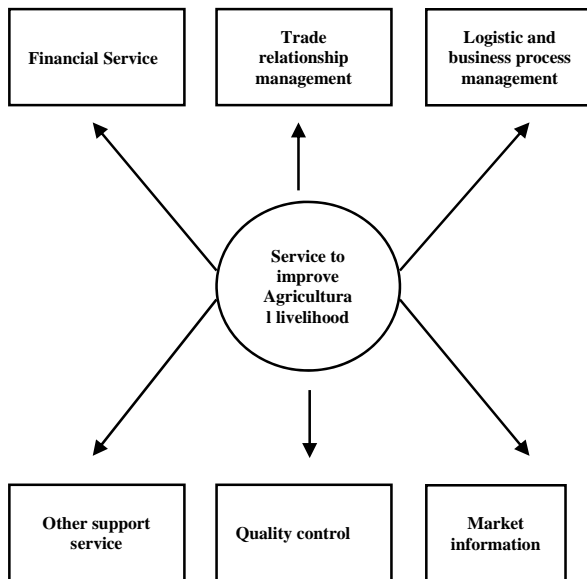 Financial Service
Trade
relationship
management
Logistic and
business process
management
Service to
improve
Agricultura
l livelihood
Other support
service
Quality control
Market
information